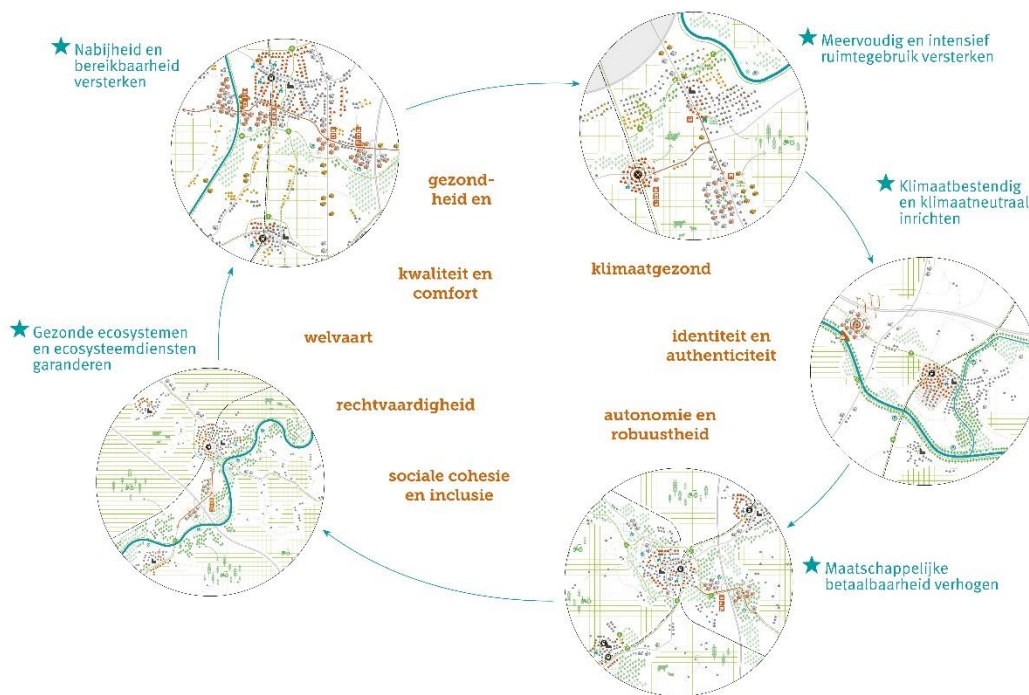 Nabijheid en
bereikbaarheid
versterken
Meervoudig en intensief
ruimtegebruik versterken
gezond-
heid en
Klimaatbestendig
en klimaatneutraal
inrichten
kwaliteit en
comfort
klimaatgezond
Gezonde ecosystemen
en ecosysteemdiensten
garanderen
welvaart
identiteit en
authenticiteit
rechtvaardigheid
autonomie en
robuustheid
sociale cohesie
en inclusie
Maatschappelijke
betaalbaarheid verhogen